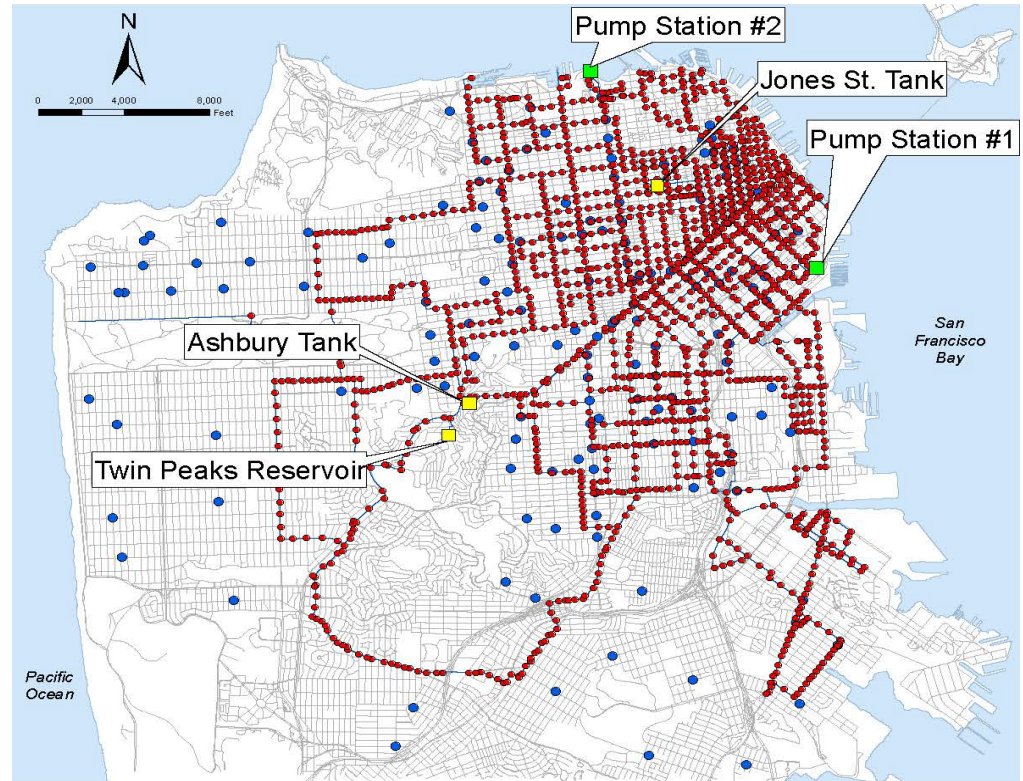 N
0 2,000 4,000 8,000
Feet
Pump Station #2
Jones St. Tank
Pump Station #1
Ashbury Tank
San
Francisco
Bay
Twin Peaks Reservoir
Pacific
Ocean